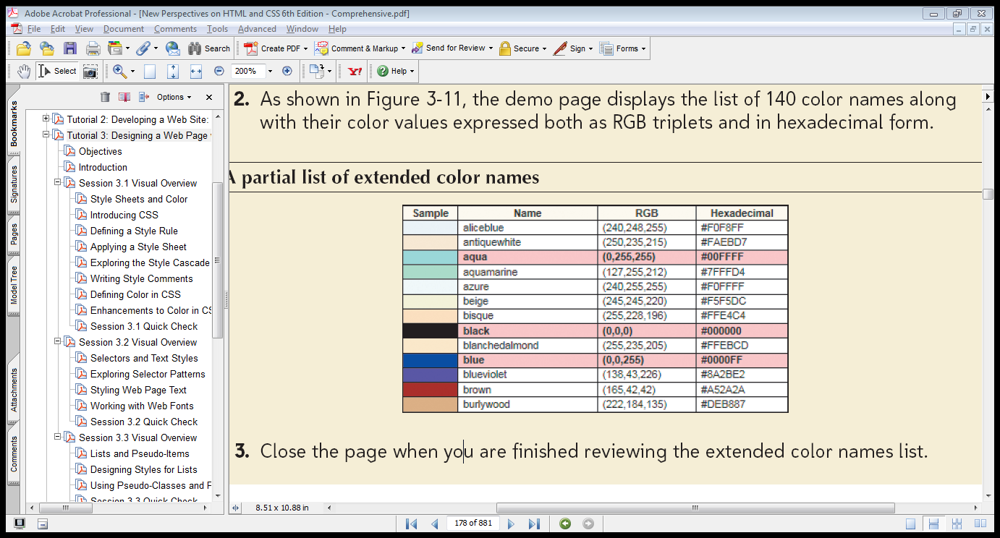 Adobe Acrobat Professional - [New Perspectives on HTML and CSS 6th Edition - Comprehensive.pdf]
File Edit View Document Comments Tools Advanced Window Help
Search Create PDF Comment & Markup Send for Review Secure Sign Forms
Select 200% Y! Help
Options
Bookmarks
Signatures
Pages
Model Tree
Attachments
Comments
Tutorial 2: Developing a Web Site:
Tutorial 3: Designing a Web Page
Objectives
Introduction
Session 3.1 Visual Overview
Style Sheets and Color
Introducing CSS
Defining a Style Rule
Applying a Style Sheet
Exploring the Style Cascade
Writing Style Comments
Defining Color in CSS
Enhancements to Color in CS
Session 3.1 Quick Check
Session 3.2 Visual Overview
Selectors and Text Styles
Exploring Selector Patterns
Styling Web Page Text
Working with Web Fonts
Session 3.2 Quick Check
Session 3.3 Visual Overview
Lists and Pseudo-Items
Designing Styles for Lists
Using Pseudo-Classes and P
Session 3.3 Quick Check
2. As shown in Figure 3-11, the demo page displays the list of 140 color names along
with their color values expressed both as RGB triplets and in hexadecimal form.
A partial list of extended color names
Sample Name RGB Hexadecimal
aliceblue (240,248,255) #F0F8FF
antiquewhite (250,235,215) #FAEBD7
aqua (0,255,255) #00FFFF
aquamarine (127,255,212) #7FFFD4
azure (240,255,255) #F0FFFF
beige (245,245,220) #F5F5DC
bisque (255,228,196) #FFE4C4
black (0,0,0) #000000
blanchedalmond (255,235,205) #FFEBCD
blue (0,0,255) #0000FF
blueviolet (138,43,226) #8A2BE2
brown (165,42,42) #A52A2A
burlywood (222,184,135) #DEB887
3. Close the page when you are finished reviewing the extended color names list.
8.51 x 10.88 in
178 of 881